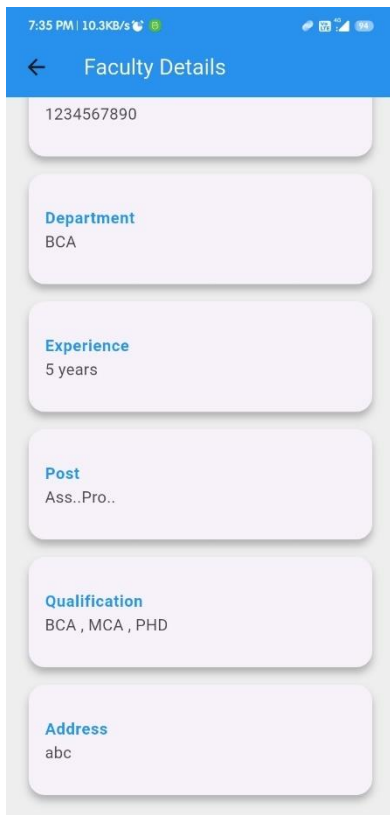 7:35 PM | 10.3KB/s B 4G 94
Faculty Details
1234567890
Department
BCA
Experience
5 years
Post
Ass..Pro..
Qualification
BCA , MCA , PHD
Address
abc